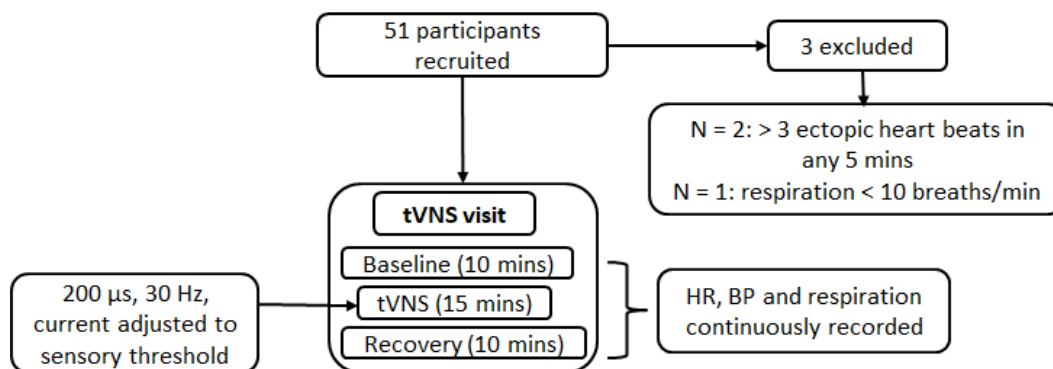 51 participants
recruited
3 excluded
N = 2: > 3 ectopic heart beats in
any 5 mins
N = 1: respiration < 10 breaths/min
tVNS visit
Baseline (10 mins)
tVNS (15 mins)
Recovery (10 mins)
200 µs, 30 Hz,
current adjusted to
sensory threshold
HR, BP and respiration
continuously recorded